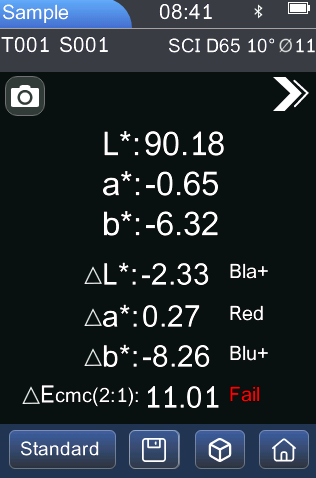 Sample 08:41
T001 S001 SCI D65 10° Ø11
L*: 90.18
a*: -0.65
b*: -6.32
△L*: -2.33 Bla+
△a*: 0.27 Red
△b*: -8.26 Blu+
△Ecmc(2:1): 11.01 Fail
Standard